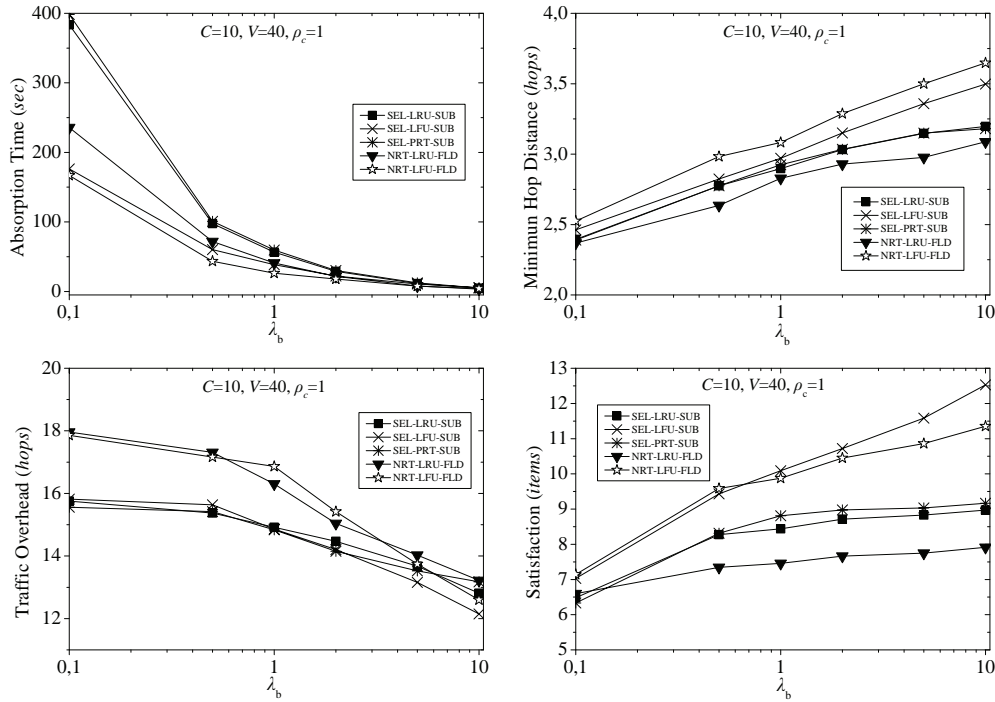 C=10, V=40, ρc=1
Absorption Time (sec)
400
300
200
100
0
SEL-LRU-SUB
SEL-LFU-SUB
SEL-PRT-SUB
NRT-LRU-FLD
NRT-LFU-FLD
0,1
1
10
λb
C=10, V=40, ρc=1
Minimun Hop Distance (hops)
4,0
3,5
3,0
2,5
2,0
SEL-LRU-SUB
SEL-LFU-SUB
SEL-PRT-SUB
NRT-LRU-FLD
NRT-LFU-FLD
0,1
1
10
λb
C=10, V=40, ρc=1
Traffic Overhead (hops)
20
18
16
14
12
SEL-LRU-SUB
SEL-LFU-SUB
SEL-PRT-SUB
NRT-LRU-FLD
NRT-LFU-FLD
0,1
1
10
λb
C=10, V=40, ρc=1
Satisfaction (items)
13
12
11
10
9
8
7
6
5
SEL-LRU-SUB
SEL-LFU-SUB
SEL-PRT-SUB
NRT-LRU-FLD
NRT-LFU-FLD
0,1
1
10
λb